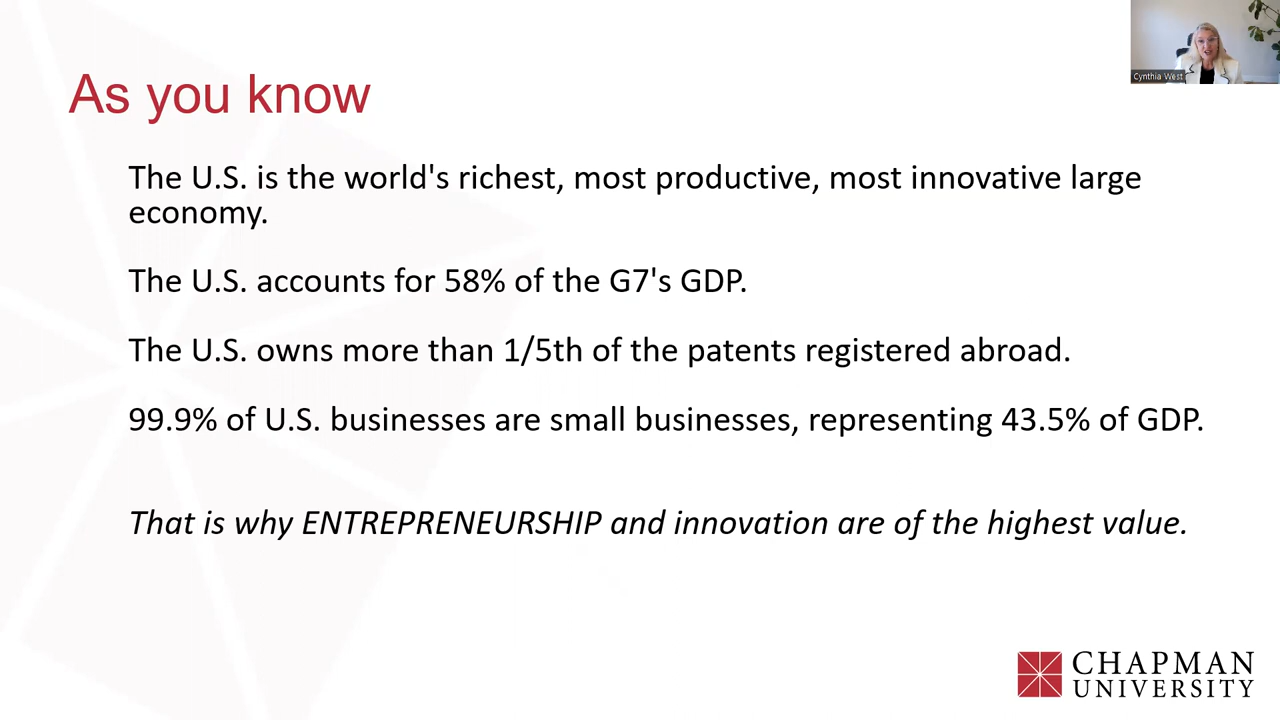 As you know
The U.S. is the world's richest, most productive, most innovative large
economy.
The U.S. accounts for 58% of the G7's GDP.
The U.S. owns more than 1/5th of the patents registered abroad.
99.9% of U.S. businesses are small businesses, representing 43.5% of GDP.
That is why ENTREPRENEURSHIP and innovation are of the highest value.
Cynthia West
CHAPMAN
UNIVERSITY